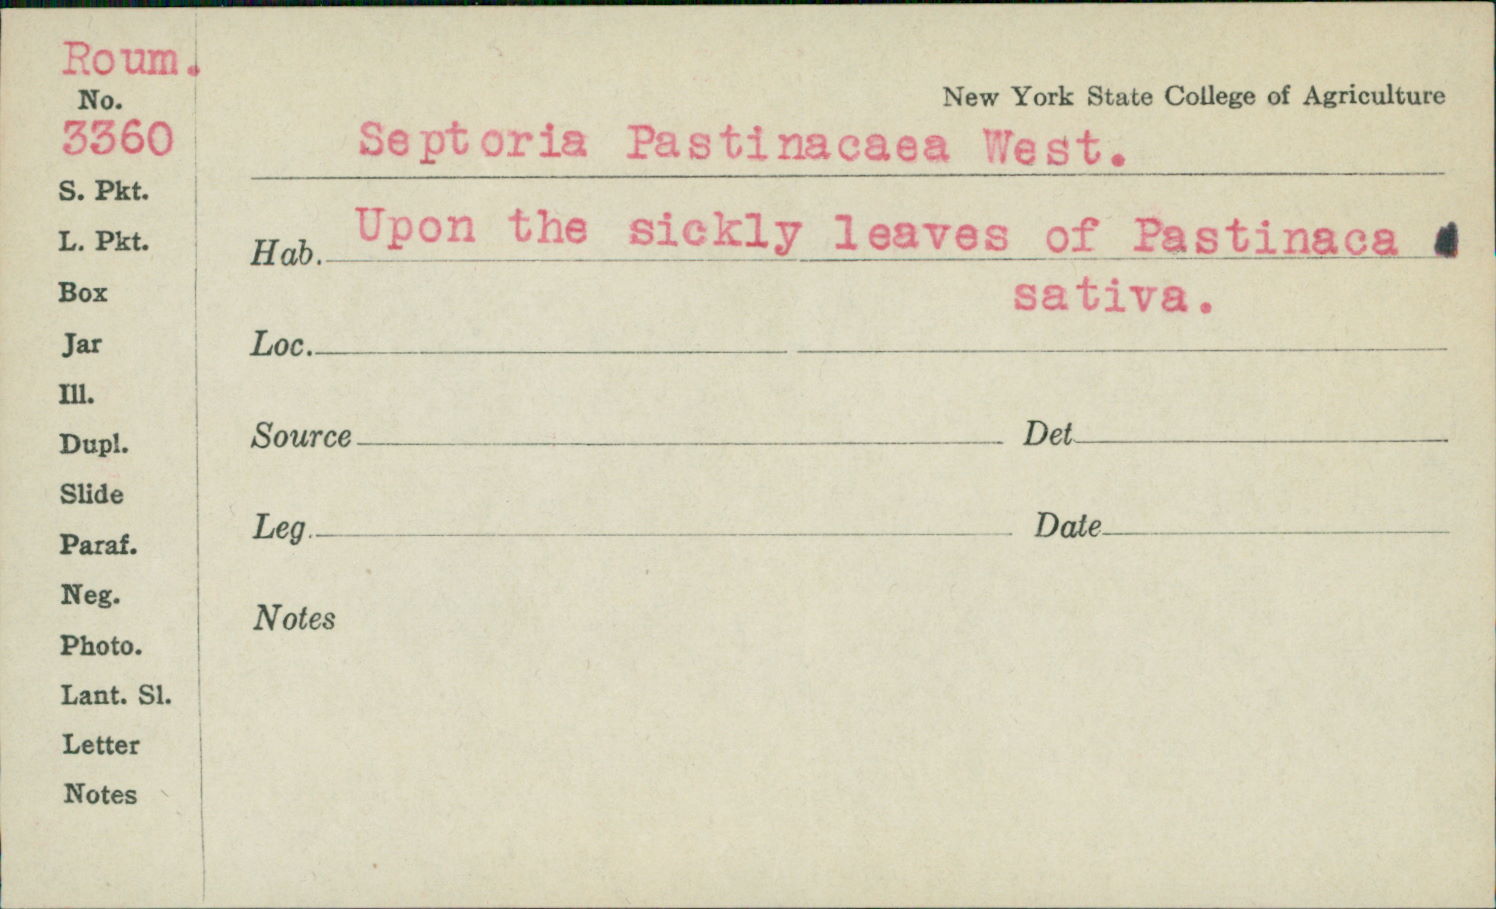 Roum.
No.
3360
S. Pkt.
L. Pkt.
Box
Jar
Ill.
Dupl.
Slide
Paraf.
Neg.
Photo.
Lant. Sl.
Letter
Notes
New York State College of Agriculture
Septoria Pastinacaea West.
Hab. Upon the sickly leaves of Pastinaca
sativa.
Loc.
Source Det
Leg. Date
Notes